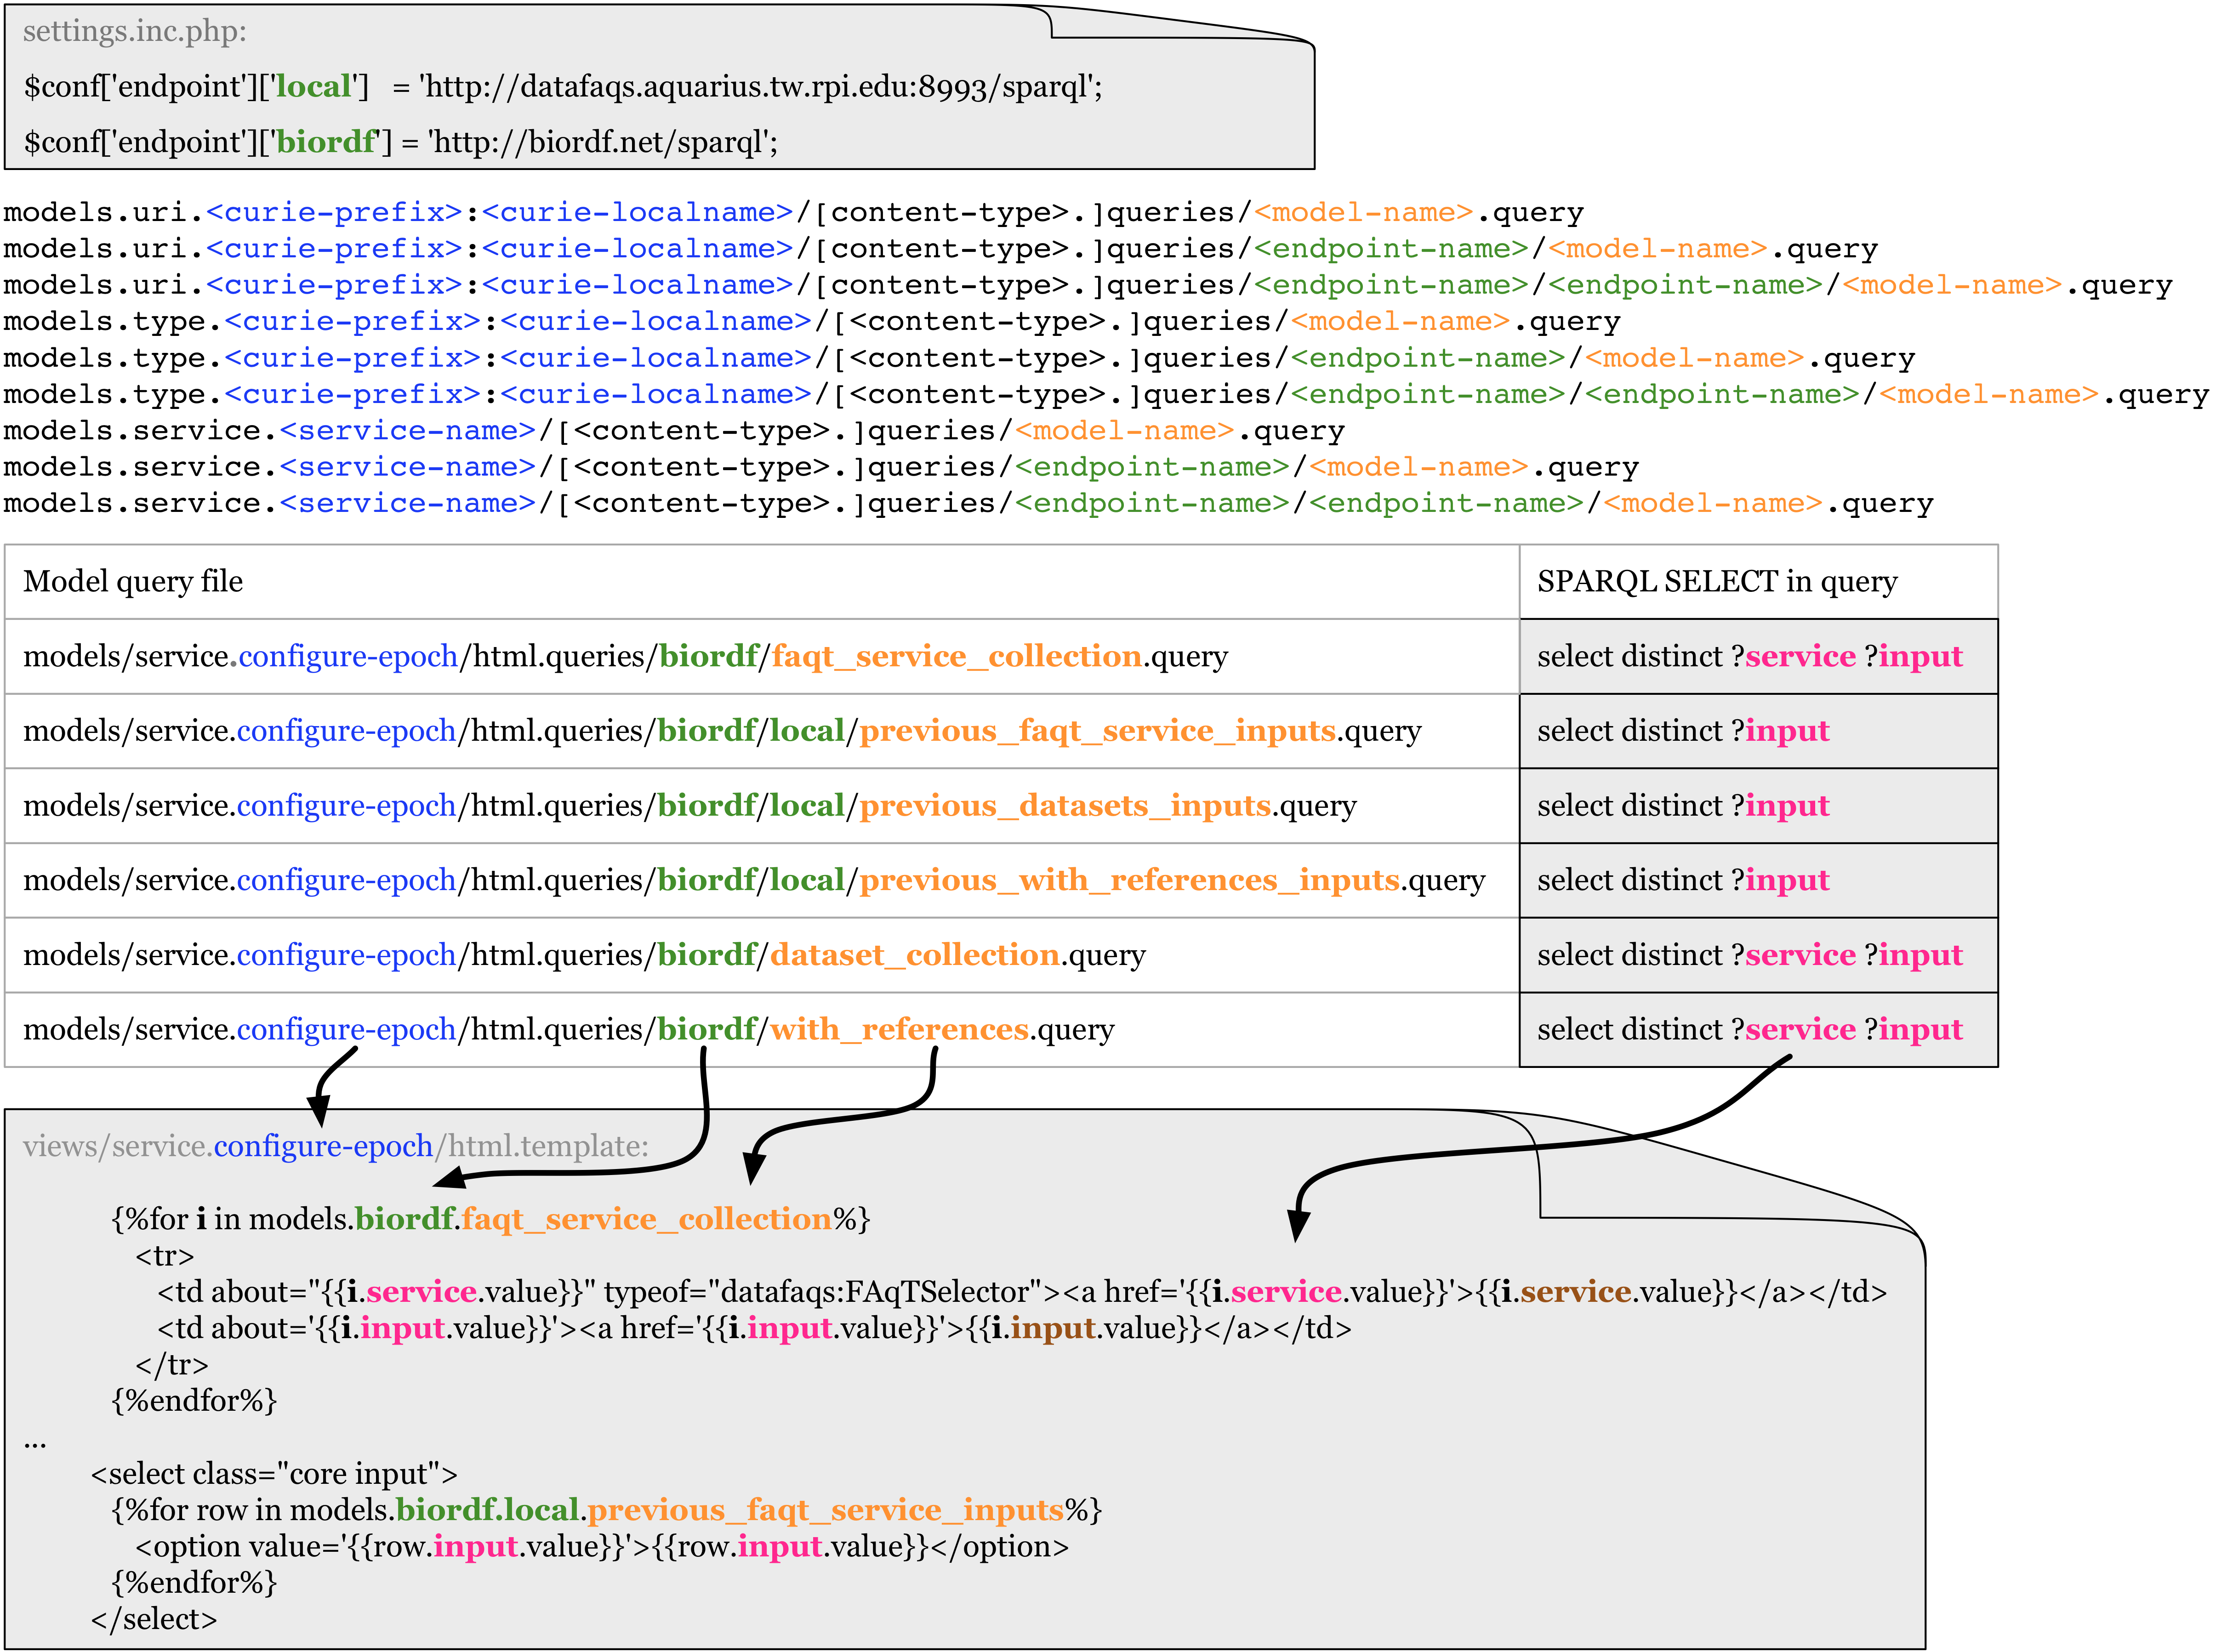 settings.inc.php:
$conf['endpoint']['local'] = 'http://datafaqs.aquarius.tw.rpi.edu:8993/sparql';
$conf['endpoint']['biordf'] = 'http://biordf.net/sparql';
models.uri.<curie-prefix>:<curie-localname>/[content-type>.]queries/<model-name>.query
models.uri.<curie-prefix>:<curie-localname>/[content-type>.]queries/<endpoint-name>/<model-name>.query
models.uri.<curie-prefix>:<curie-localname>/[content-type>.]queries/<endpoint-name>/<endpoint-name>/<model-name>.query
models.type.<curie-prefix>:<curie-localname>/[<content-type>.]queries/<model-name>.query
models.type.<curie-prefix>:<curie-localname>/[<content-type>.]queries/<endpoint-name>/<model-name>.query
models.type.<curie-prefix>:<curie-localname>/[<content-type>.]queries/<endpoint-name>/<endpoint-name>/<model-name>.query
models.service.<service-name>/[<content-type>.]queries/<model-name>.query
models.service.<service-name>/[<content-type>.]queries/<endpoint-name>/<model-name>.query
models.service.<service-name>/[<content-type>.]queries/<endpoint-name>/<endpoint-name>/<model-name>.query
Model query file SPARQL SELECT in query
models/service.configure-epoch/html.queries/biordf/faqt_service_collection.query select distinct ?service ?input
models/service.configure-epoch/html.queries/biordf/local/previous_faqt_service_inputs.query select distinct ?input
models/service.configure-epoch/html.queries/biordf/local/previous_datasets_inputs.query select distinct ?input
models/service.configure-epoch/html.queries/biordf/local/previous_with_references_inputs.query select distinct ?input
models/service.configure-epoch/html.queries/biordf/dataset_collection.query select distinct ?service ?input
models/service.configure-epoch/html.queries/biordf/with_references.query select distinct ?service ?input
views/service.configure-epoch/html.template:
{%for i in models.biordf.faqt_service_collection%}
<tr>
<td about="{{i.service.value}}" typeof="datafaqs:FAqTSelector"><a href='{{i.service.value}}'>{{i.service.value}}</a></td>
<td about='{{i.input.value}}'><a href='{{i.input.value}}'>{{i.input.value}}</a></td>
</tr>
{%endfor%}
...
<select class="core input">
{%for row in models.biordf.local.previous_faqt_service_inputs%}
<option value='{{row.input.value}}'>{{row.input.value}}</option>
{%endfor%}
</select>